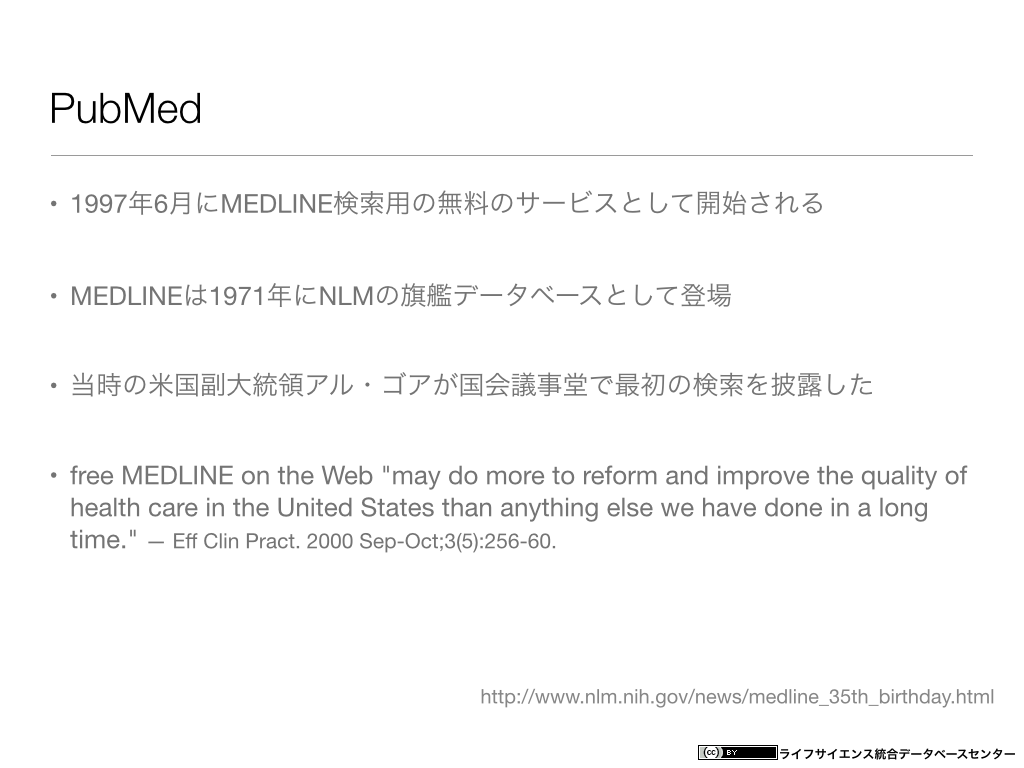 PubMed
• 1997年6月にMEDLINE検索用の無料のサービスとして開始される
• MEDLINEは1971年にNLMの旗艦データベースとして登場
• 当時の米国副大統領アル・ゴアが国会議事堂で最初の検索を披露した
• free MEDLINE on the Web "may do more to reform and improve the quality of
health care in the United States than anything else we have done in a long
time." — Eff Clin Pract. 2000 Sep-Oct;3(5):256-60.
http://www.nlm.nih.gov/news/medline_35th_birthday.html
(cc) BY ライフサイエンス統合データベースセンター